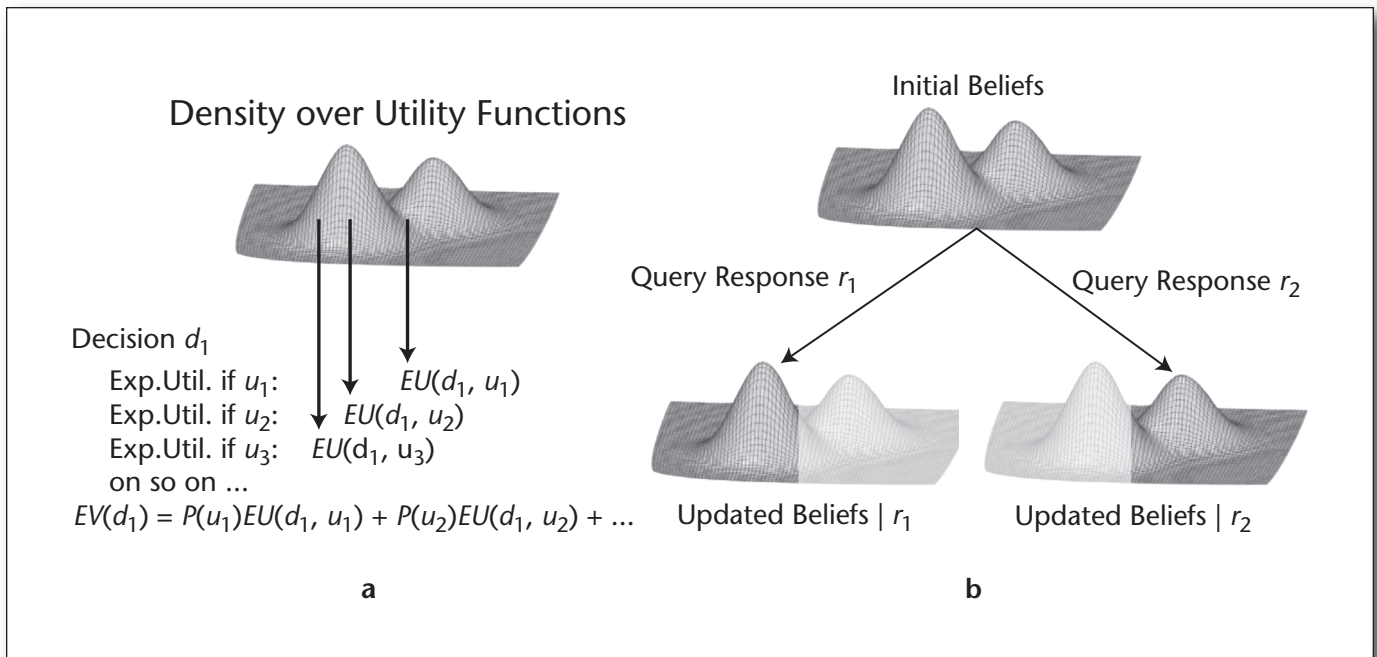 Density over Utility Functions
Decision d₁
Exp.Util. if u₁: EU(d₁, u₁)
Exp.Util. if u₂: EU(d₁, u₂)
Exp.Util. if u₃: EU(d₁, u₃)
on so on ...
EV(d₁) = P(u₁)EU(d₁, u₁) + P(u₂)EU(d₁, u₂) + ...
a
Initial Beliefs
Query Response r₁
Query Response r₂
Updated Beliefs | r₁
Updated Beliefs | r₂
b